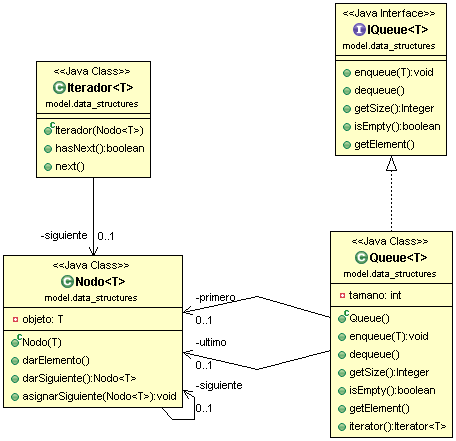 <<Java Interface>>
IQueue<T>
model.data_structures
enqueue(T):void
dequeue()
getSize():Integer
isEmpty():boolean
getElement()
<<Java Class>>
Iterador<T>
model.data_structures
Iterador(Nodo<T>)
hasNext():boolean
next()
-siguiente
0..1
<<Java Class>>
Nodo<T>
model.data_structures
objeto: T
Nodo(T)
darElemento()
darSiguiente():Nodo<T>
asignarSiguiente(Nodo<T>):void
-primero
0..1
-ultimo
0..1
-siguiente
0..1
<<Java Class>>
Queue<T>
model.data_structures
tamano: int
Queue()
enqueue(T):void
dequeue()
getSize():Integer
isEmpty():boolean
getElement()
iterator():Iterator<T>